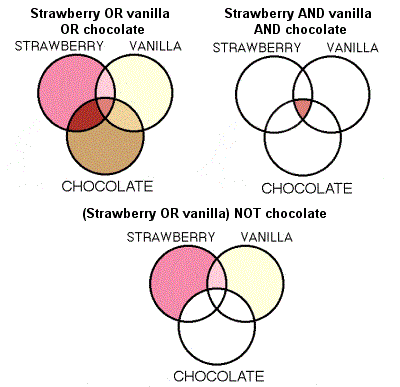 Strawberry OR vanilla
OR chocolate
STRAWBERRY VANILLA
CHOCOLATE
Strawberry AND vanilla
AND chocolate
STRAWBERRY VANILLA
CHOCOLATE
(Strawberry OR vanilla) NOT chocolate
STRAWBERRY VANILLA
CHOCOLATE